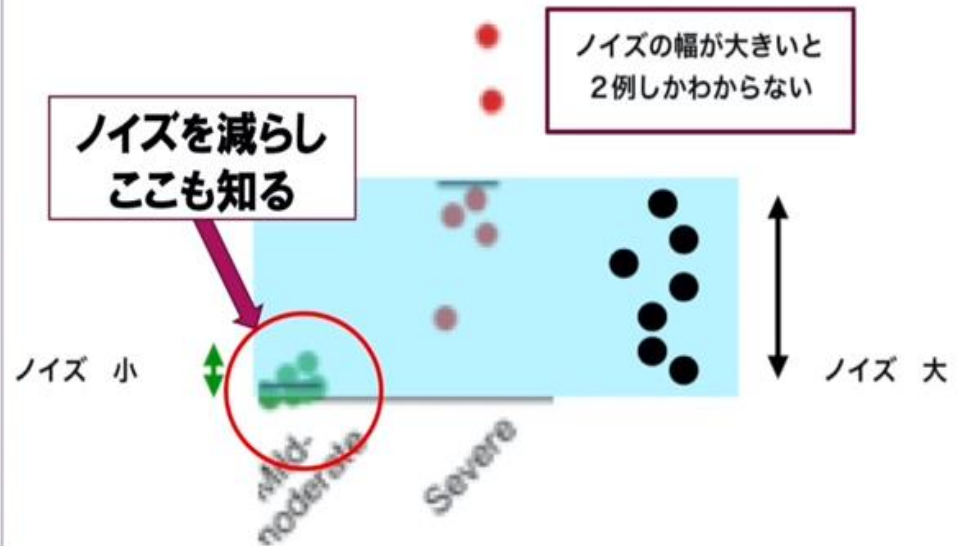 ノイズの幅が大きいと
２例しかわからない
ノイズを減らし
ここも知る
ノイズ　小
ノイズ　大
Mild-
moderate
Severe